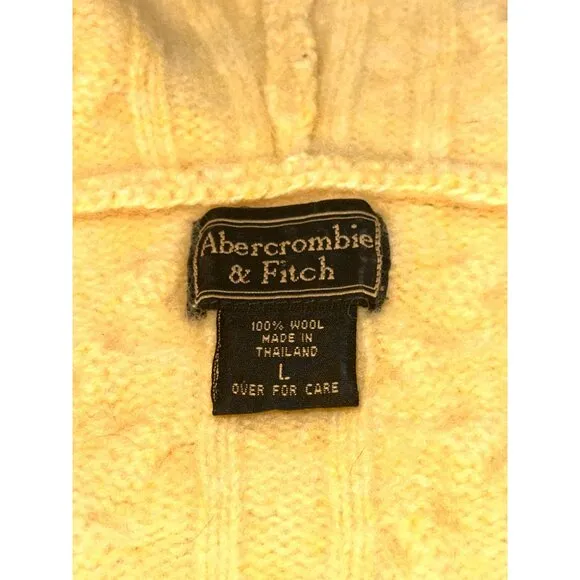 Abercrombie
& Fitch
100% WOOL
MADE IN
THAILAND
L
OVER FOR CARE